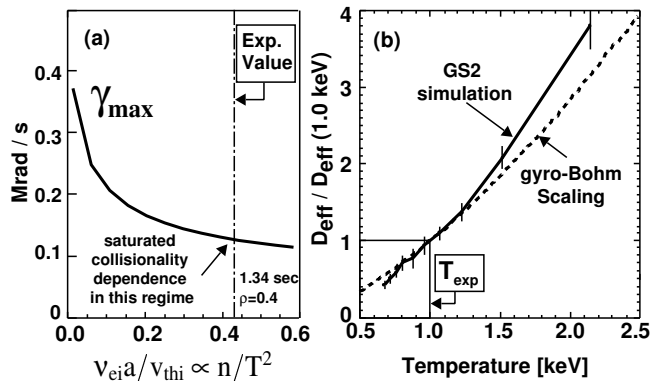 (a)
Exp.
Value
0.4
0.3
0.2
0.1
Mrad / s
γmax
saturated
collisionality
dependence
in this regime
1.34 sec
ρ=0.4
0.0
0.2
0.4
0.6
νei a/vthi ∝ n/T²
(b)
4
3
2
1
0
Deff / Deff (1.0 keV)
GS2
simulation
gyro-Bohm
Scaling
Texp
0.5
1.0
1.5
2.0
2.5
Temperature [keV]